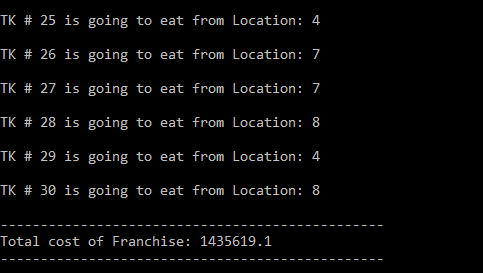 TK # 25 is going to eat from Location: 4
TK # 26 is going to eat from Location: 7
TK # 27 is going to eat from Location: 7
TK # 28 is going to eat from Location: 8
TK # 29 is going to eat from Location: 4
TK # 30 is going to eat from Location: 8
------------------------------------------------
Total cost of Franchise: 1435619.1
------------------------------------------------